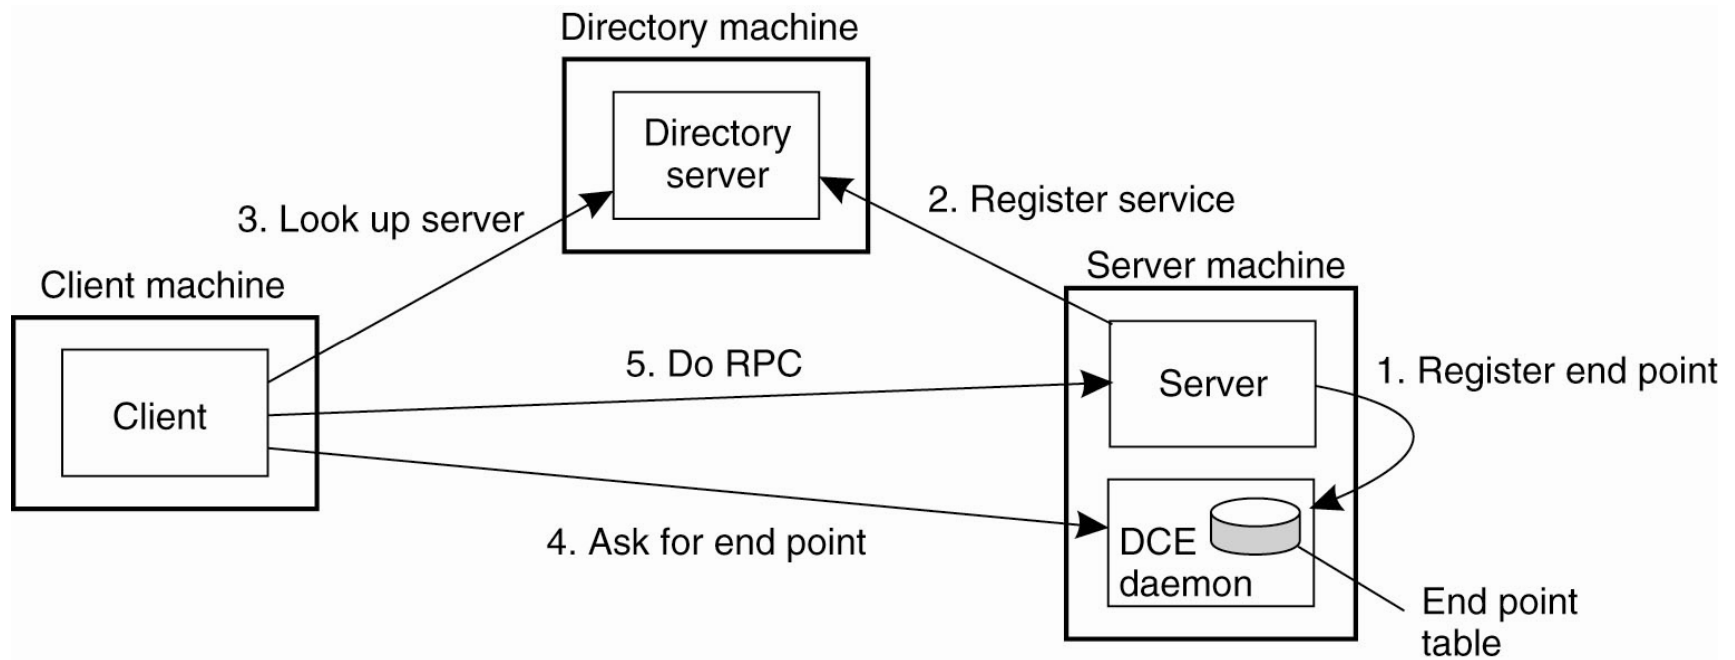 Directory machine
Directory
server
3. Look up server
2. Register service
Client machine
Server machine
5. Do RPC
1. Register end point
Client
Server
4. Ask for end point
DCE
daemon
End point
table